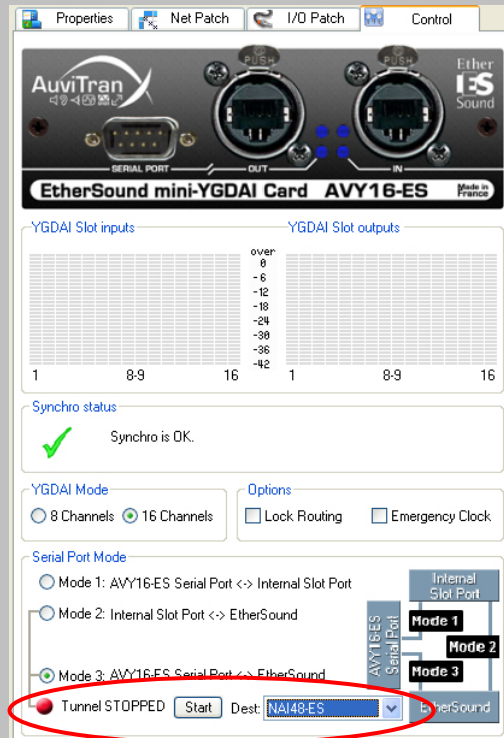 Properties Net Patch I/O Patch Control
PUSH PUSH
Ether
AuviTran
ES
Sound
SERIAL PORT OUT IN
EtherSound mini-YGDAI Card AVY16-ES Made in France
YGDAI Slot inputs YGDAI Slot outputs
over
0
-6
-12
-18
-24
-30
-36
-42
1 8-9 16 1 8-9 16
Synchro status
Synchro is OK.
YGDAI Mode Options
8 Channels 16 Channels Lock Routing Emergency Clock
Serial Port Mode
Mode 1: AVY16-ES Serial Port <-> Internal Slot Port
Mode 2: Internal Slot Port <-> EtherSound
Mode 3: AVY16-ES Serial Port <-> EtherSound
Internal
Slot Port
AVY16-ES
Serial Port
Mode 1
Mode 2
Mode 3
EtherSound
Tunnel STOPPED Start Dest: NAI48-ES